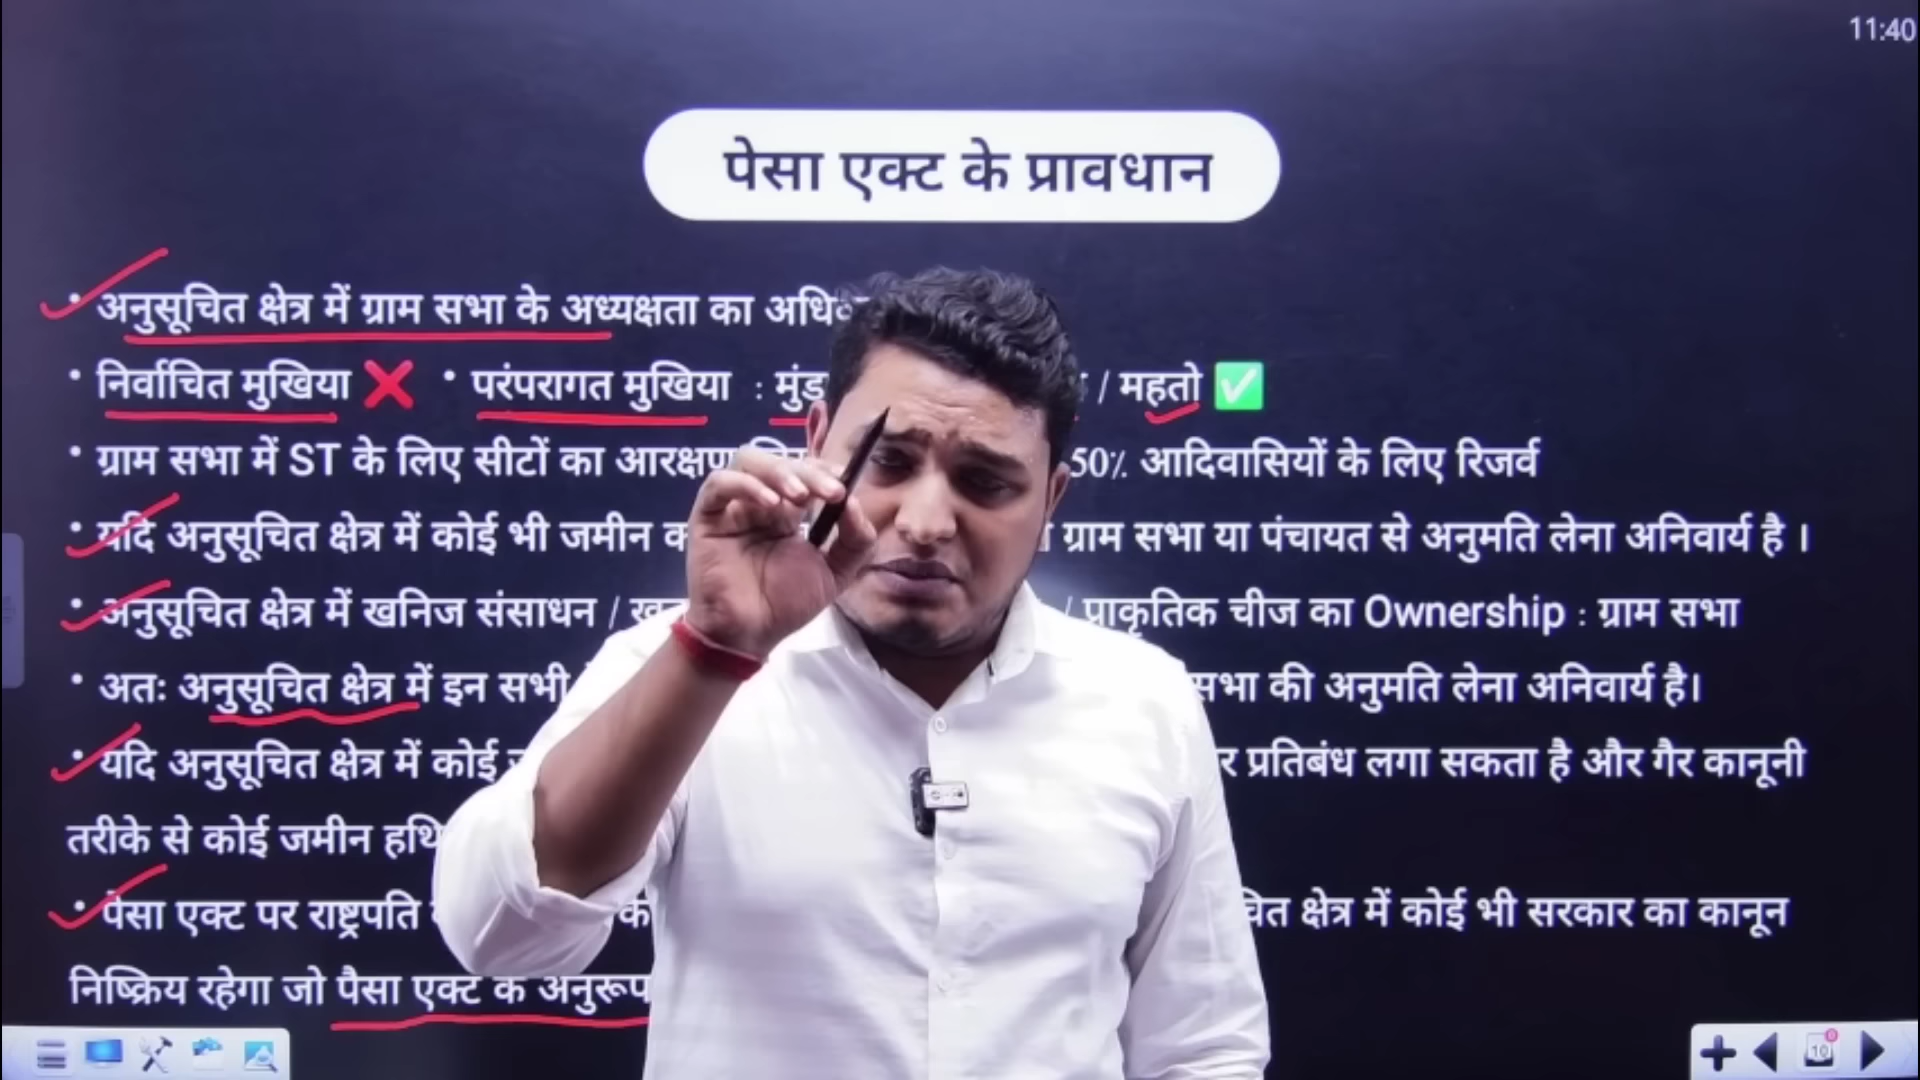 11:40
पेसा एक्ट के प्रावधान
• अनुसूचित क्षेत्र में ग्राम सभा के अध्यक्षता का
• निर्वाचित मुखिया ❌ • परंपरागत मुखिया : / महतो ✅
• ग्राम सभा में ST के लिए सीटों का आरक्षण 50% आदिवासियों के लिए रिजर्व
• यदि अनुसूचित क्षेत्र में कोई भी जमीन ग्राम सभा या पंचायत से अनुमति लेना अनिवार्य है ।
• अनुसूचित क्षेत्र में खनिज संसाधन / / प्राकृतिक चीज का Ownership : ग्राम सभा
• अतः अनुसूचित क्षेत्र में इन सभी सभा की अनुमति लेना अनिवार्य है।
• यदि अनुसूचित क्षेत्र में कोई प्रतिबंध लगा सकता है और गैर कानूनी
तरीके से कोई जमीन
• पेसा एक्ट पर राष्ट्रपति क्षेत्र में कोई भी सरकार का कानून
निष्क्रिय रहेगा जो पैसा एक्ट के अनुरूप
10